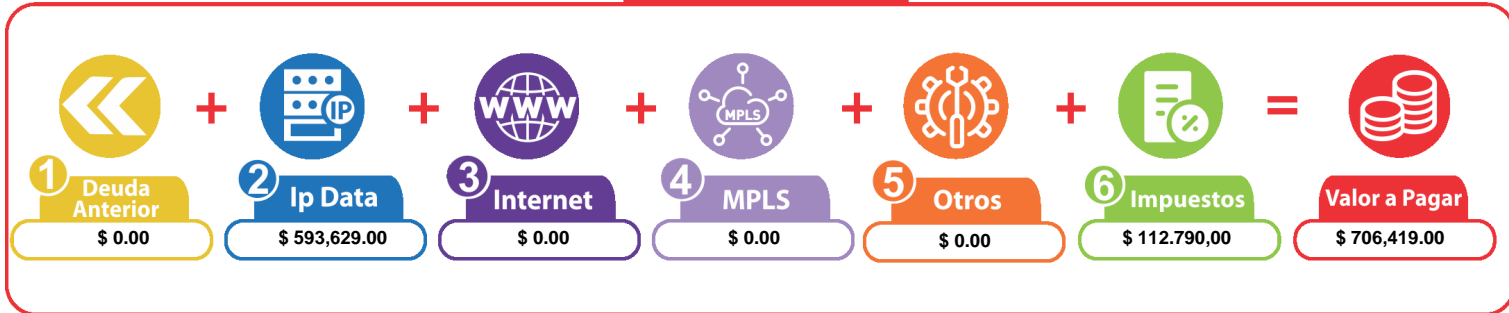 + + + + + =
IP
WWW
MPLS
1 Deuda Anterior
2 Ip Data
3 Internet
4 MPLS
5 Otros
6 Impuestos
Valor a Pagar
$ 0.00
$ 593,629.00
$ 0.00
$ 0.00
$ 0.00
$ 112.790,00
$ 706,419.00